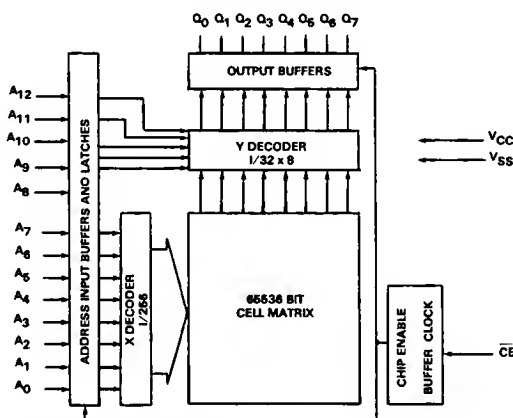 Q0 Q1 Q2 Q3 Q4 Q5 Q6 Q7
OUTPUT BUFFERS
Y DECODER
1/32 x 8
VCC
VSS
A12
A11
A10
A9
A8
A7
A6
A5
A4
A3
A2
A1
A0
ADDRESS INPUT BUFFERS AND LATCHES
X DECODER
1/256
65536 BIT
CELL MATRIX
CHIP ENABLE
BUFFER CLOCK
CE